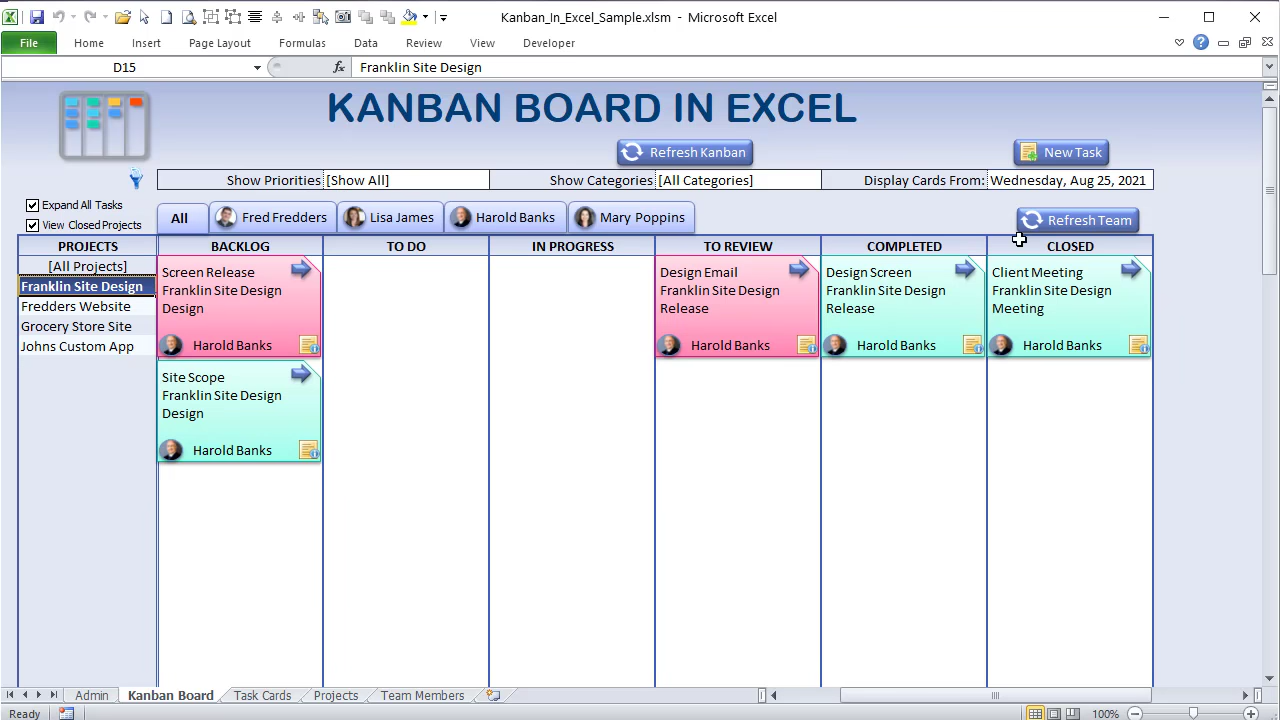 Kanban_In_Excel_Sample.xlsm - Microsoft Excel
File Home Insert Page Layout Formulas Data Review View Developer
D15 fx Franklin Site Design
KANBAN BOARD IN EXCEL
Refresh Kanban New Task
Show Priorities: [Show All] Show Categories: [All Categories] Display Cards From: Wednesday, Aug 25, 2021
Expand All Tasks
View Closed Projects
All Fred Fredders Lisa James Harold Banks Mary Poppins Refresh Team
PROJECTS BACKLOG TO DO IN PROGRESS TO REVIEW COMPLETED CLOSED
[All Projects]
Franklin Site Design
Fredders Website
Grocery Store Site
Johns Custom App
Screen Release
Franklin Site Design
Design
Harold Banks
Site Scope
Franklin Site Design
Design
Harold Banks
Design Email
Franklin Site Design
Release
Harold Banks
Design Screen
Franklin Site Design
Release
Harold Banks
Client Meeting
Franklin Site Design
Meeting
Harold Banks
Admin Kanban Board Task Cards Projects Team Members
Ready 100%